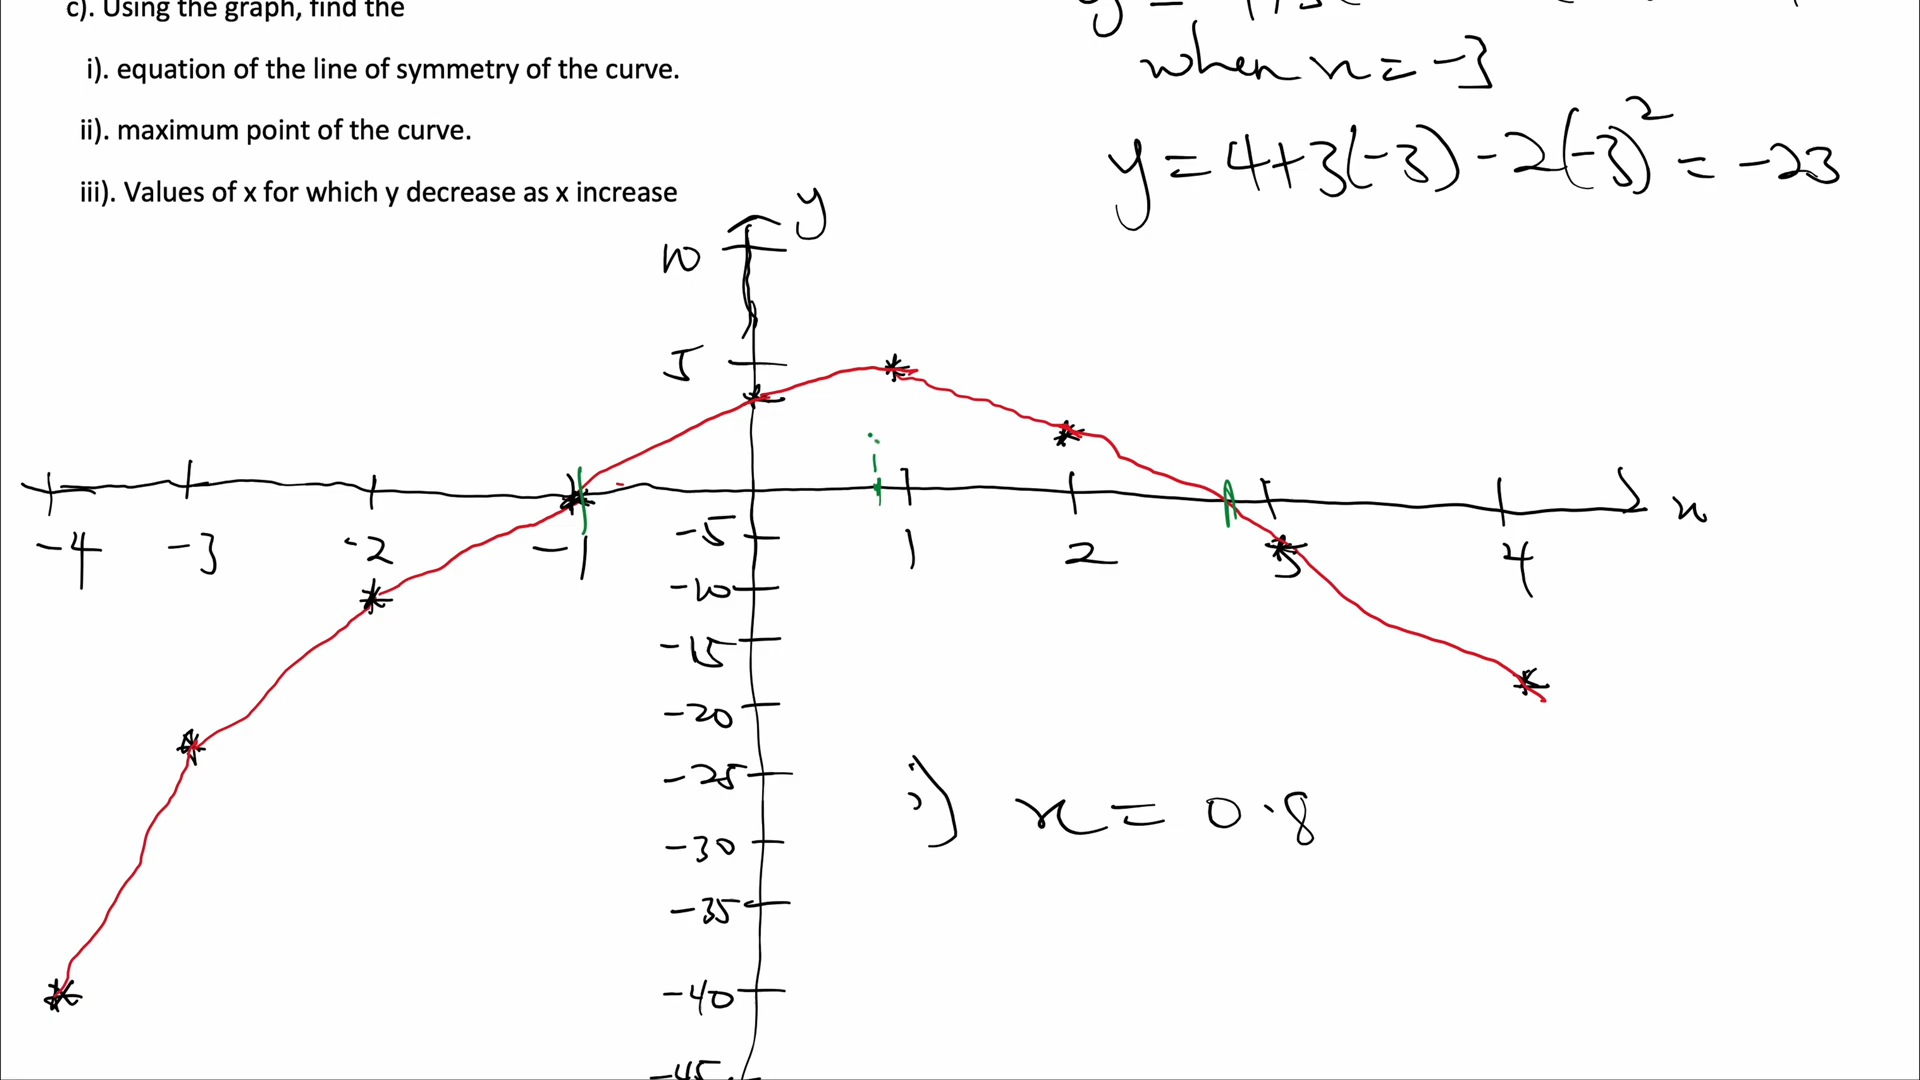 c). Using the graph, find the
i). equation of the line of symmetry of the curve.
ii). maximum point of the curve.
iii). Values of x for which y decrease as x increase
when x = -3
y = 4+3(-3) - 2(-3)² = -23
y
10
5
-4 -3 -2 -1 1 2 3 4 x
-5
-10
-15
-20
-25
-30
-35
-40
-45
i) x = 0.8